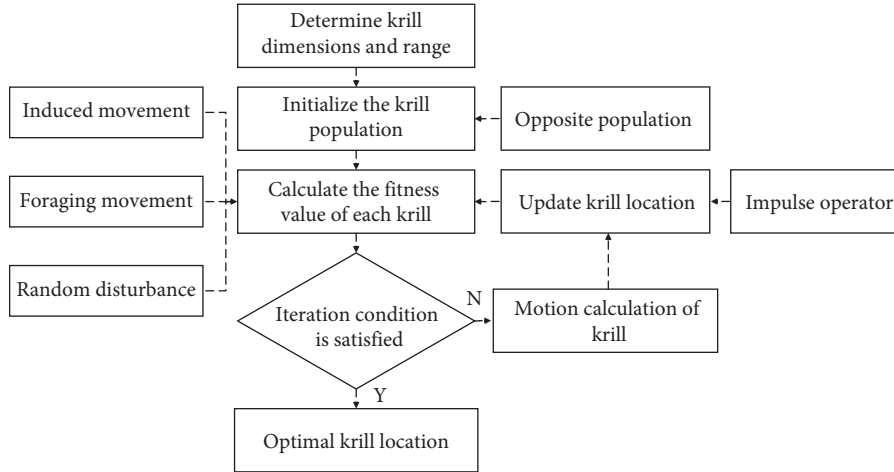 Determine krill
dimensions and range
Induced movement
Initialize the krill
population
Opposite population
Foraging movement
Calculate the fitness
value of each krill
Update krill location
Impulse operator
Random disturbance
Iteration condition
is satisfied
N
Motion calculation of
krill
Y
Optimal krill location